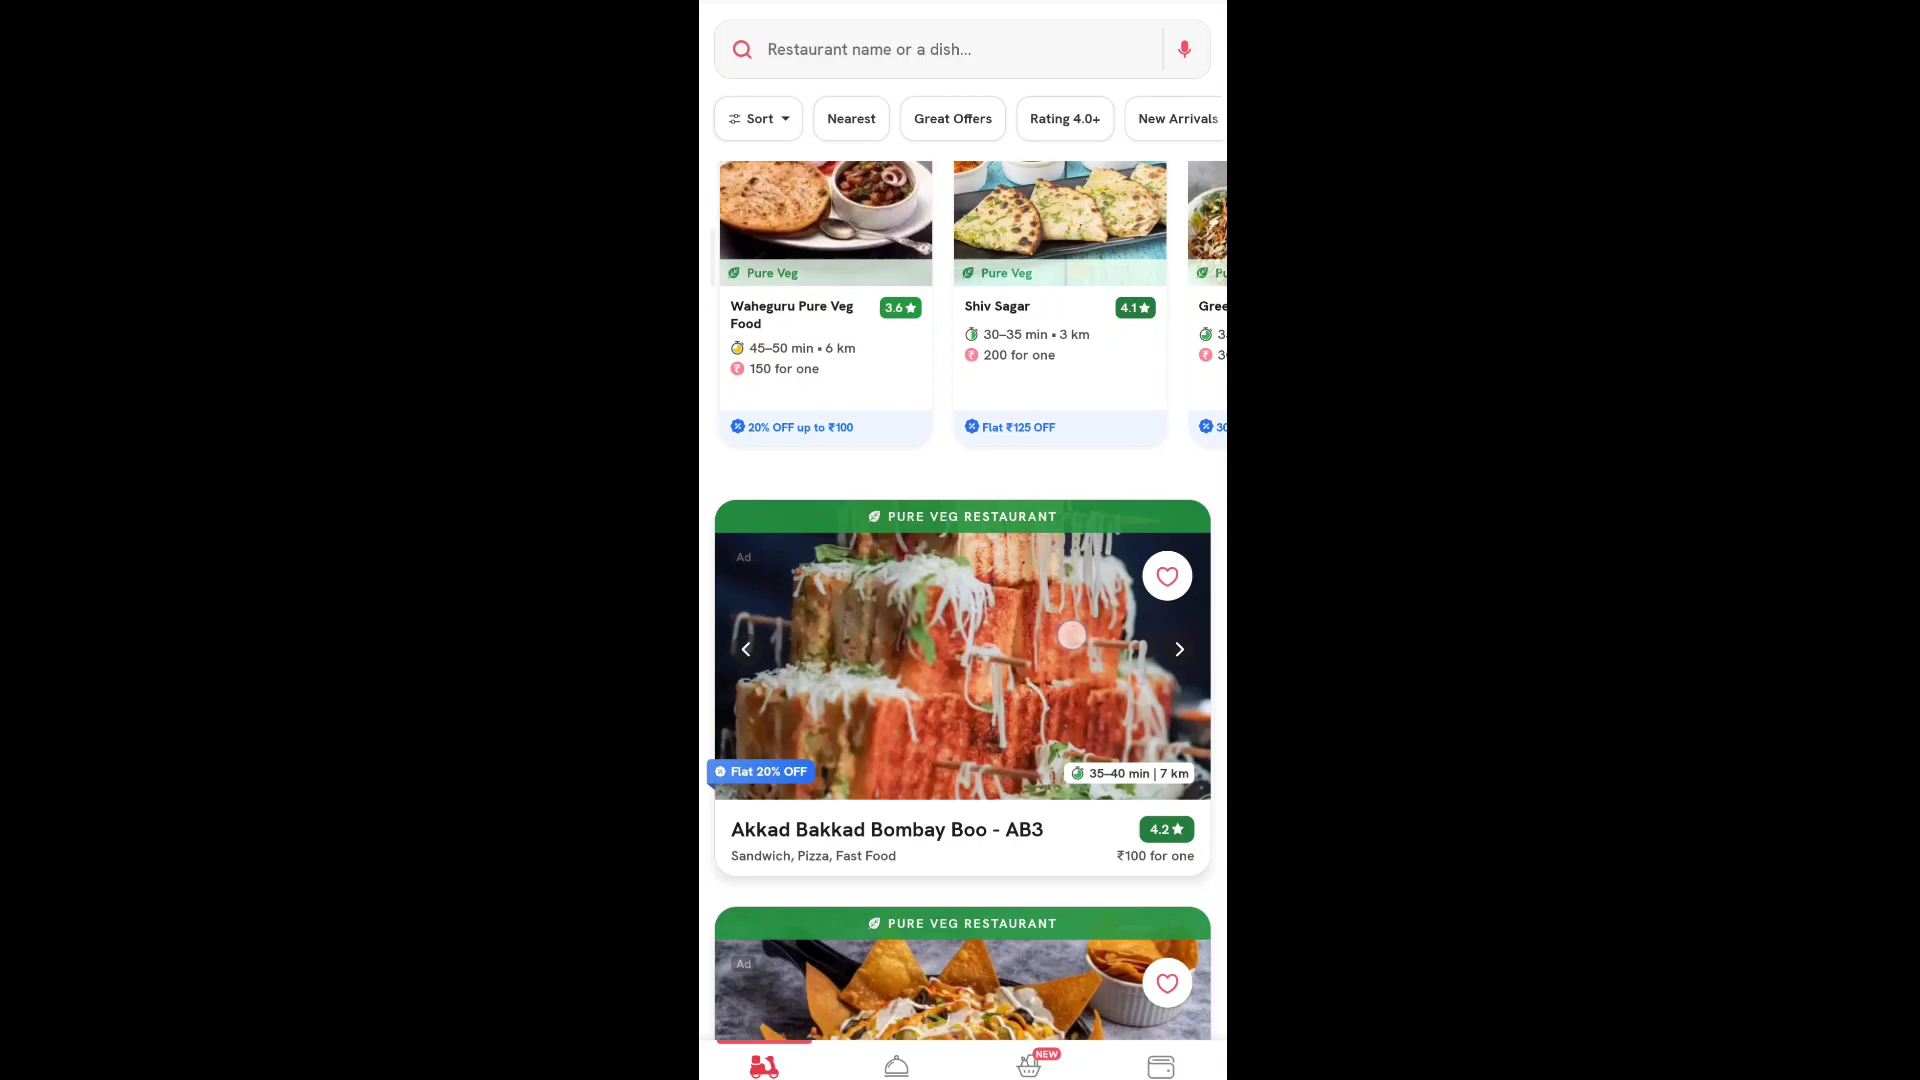 Restaurant name or a dish...
Sort
Nearest
Great Offers
Rating 4.0+
New Arrivals
Pure Veg
Pure Veg
Pu
Waheguru Pure Veg
Food
3.6
Shiv Sagar
4.1
Gree
45–50 min • 6 km
150 for one
30–35 min • 3 km
200 for one
3
30
20% OFF up to ₹100
Flat ₹125 OFF
30
PURE VEG RESTAURANT
Ad
Flat 20% OFF
35–40 min | 7 km
Akkad Bakkad Bombay Boo - AB3
4.2
Sandwich, Pizza, Fast Food
₹100 for one
PURE VEG RESTAURANT
Ad
NEW